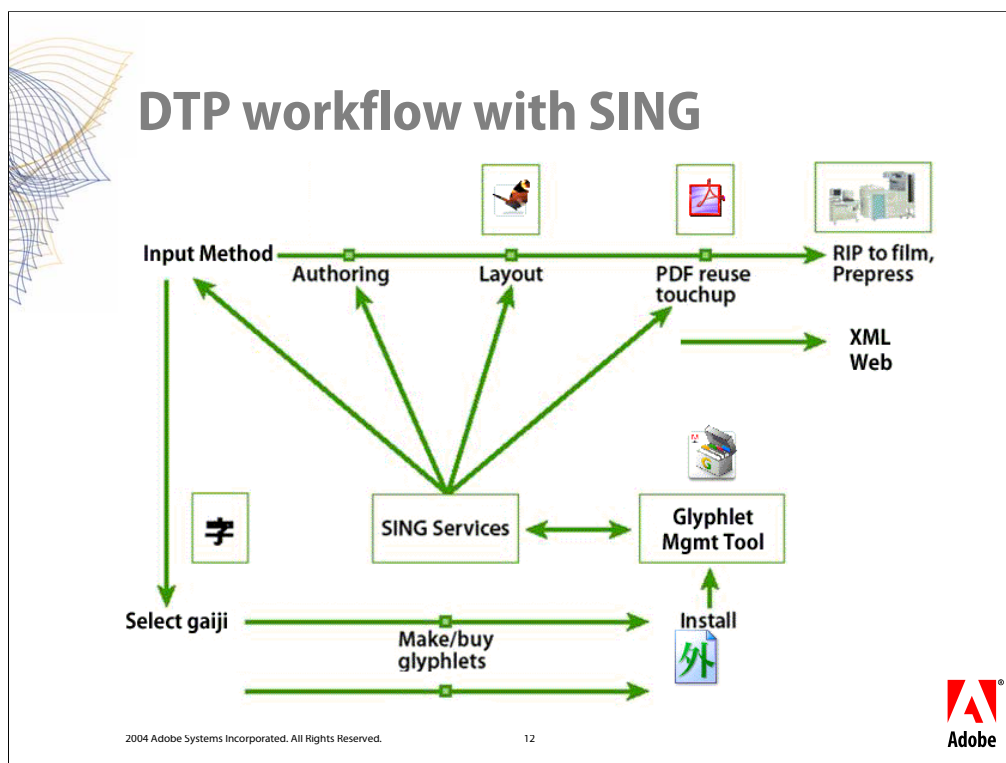 DTP workflow with SING
Input Method
Authoring
Layout
PDF reuse
touchup
RIP to film,
Prepress
XML
Web
字
SING Services
Glyphlet
Mgmt Tool
G
Select gaiji
Make/buy
glyphlets
Install
外
2004 Adobe Systems Incorporated. All Rights Reserved.
12
Adobe
®